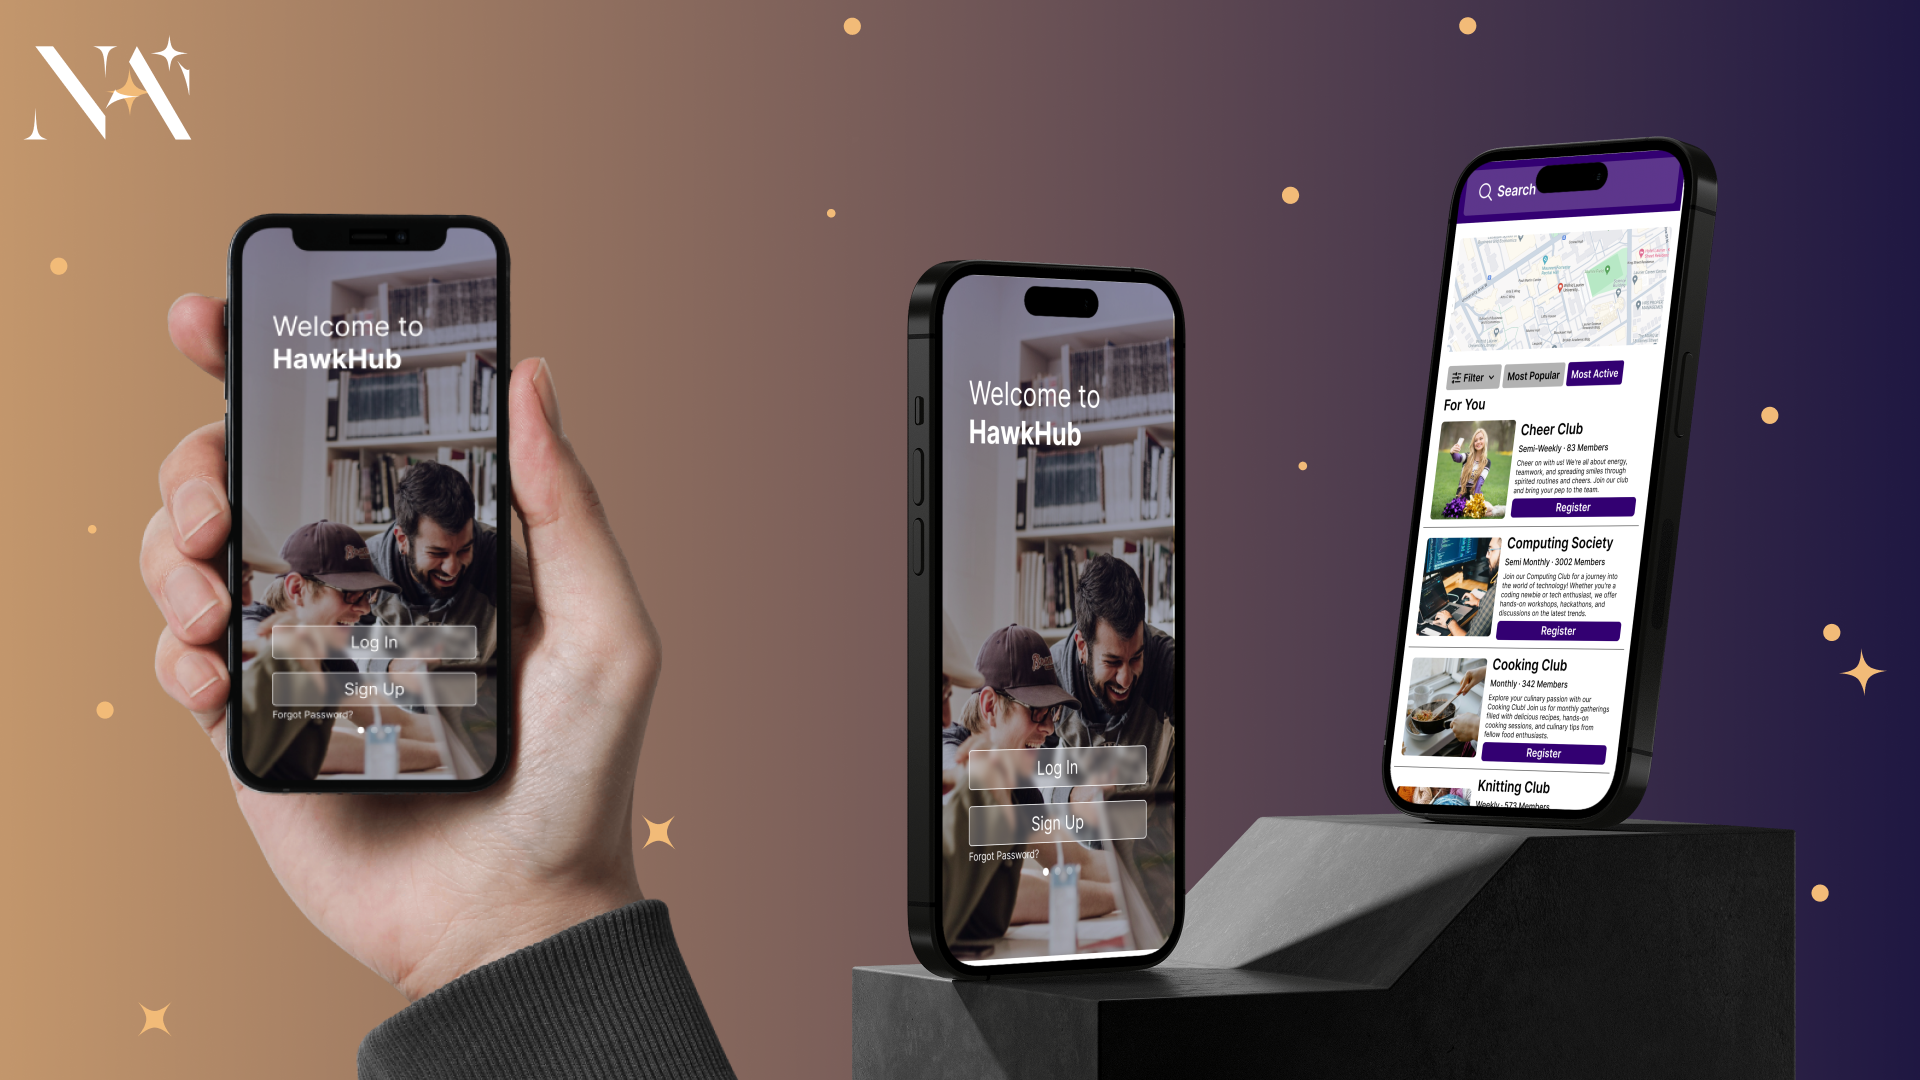 NA
Welcome to
HawkHub
Log In
Sign Up
Forgot Password?
Welcome to
HawkHub
Log In
Sign Up
Forgot Password?
Search
Filter
Most Popular
Most Active
For You
Cheer Club
Semi-Weekly · 83 Members
Cheer on with us! We're all about energy,
teamwork, and spreading smiles through
spirited routines and cheers. Join our club
and bring your pep to the team.
Register
Computing Society
Semi Monthly · 3002 Members
Join our Computing Club for a journey into
the world of technology! Whether you're a
coding newbie or tech enthusiast, we offer
hands-on workshops, hackathons, and
discussions on the latest trends.
Register
Cooking Club
Monthly · 342 Members
Explore your culinary passion with our
Cooking Club! Join us for monthly gatherings
filled with delicious recipes, hands-on
cooking sessions, and culinary tips from
fellow food enthusiasts.
Register
Knitting Club
Weekly · 573 Members